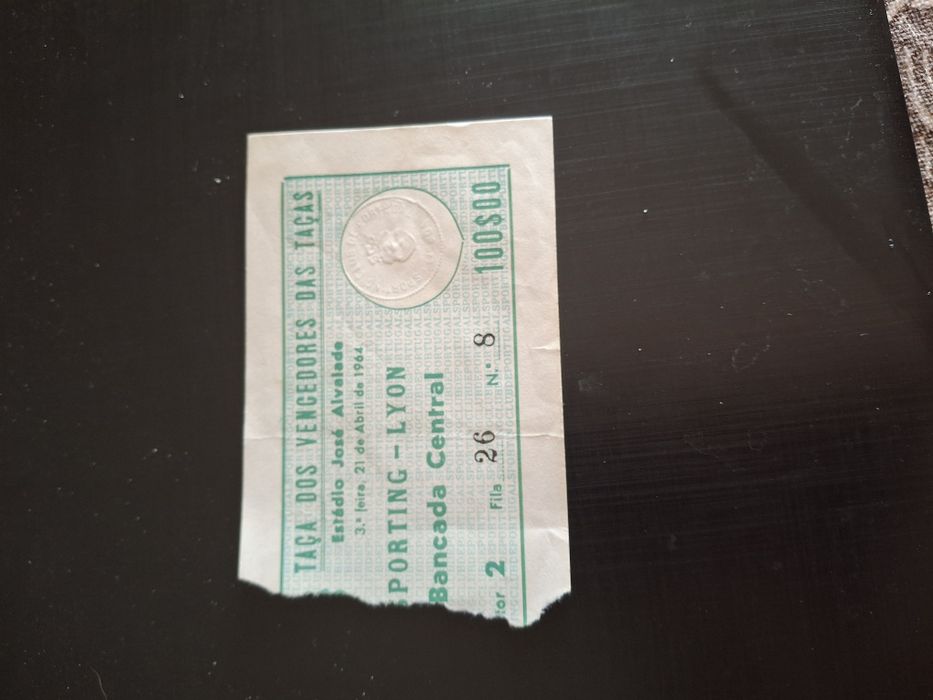 TAÇA DOS VENCEDORES DAS TAÇAS
Estádio José Alvalade
3.ª feira, 21 de Abril de 1964
SPORTING - LYON
Bancada Central
tor 2 Fila 26 N.º 8 100$00